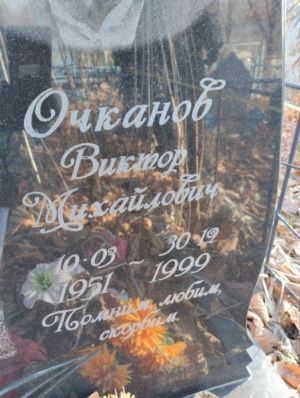 Очканов
Виктор
Михайлович
10·03 ~ 30·12
1951 1999
Помним, любим,
скорбим.